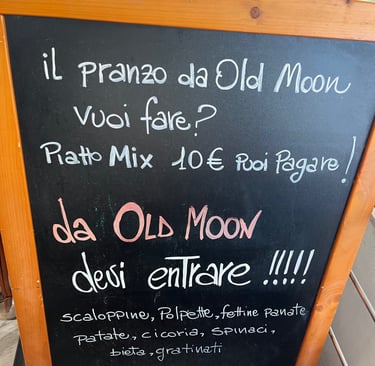 il pranzo da Old Moon
vuoi fare?
Piatto Mix 10€ Puoi Pagare!
da OLD MOON
devi entrare !!!!!
scaloppine, Polpette, fettine panate
patate, cicoria, spinaci,
bieta, gratinati